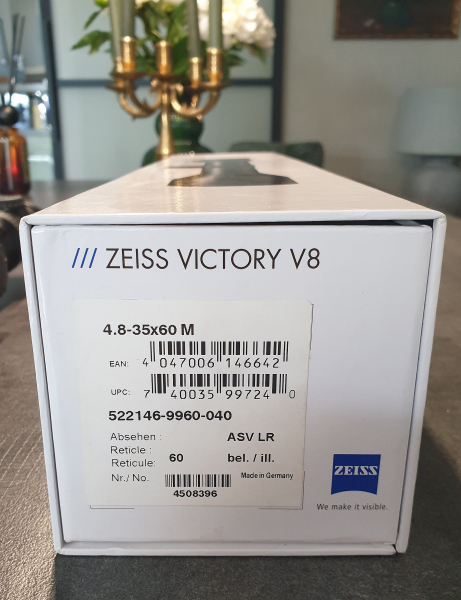 /// ZEISS VICTORY V8
4.8-35x60 M
EAN: 4 047006 146642
UPC: 7 40035 99724 0
522146-9960-040
Absehen : ASV LR
Reticle :
Reticule: 60 bel. / ill.
Nr./ No. Made in Germany
4508396
ZEISS
We make it visible.